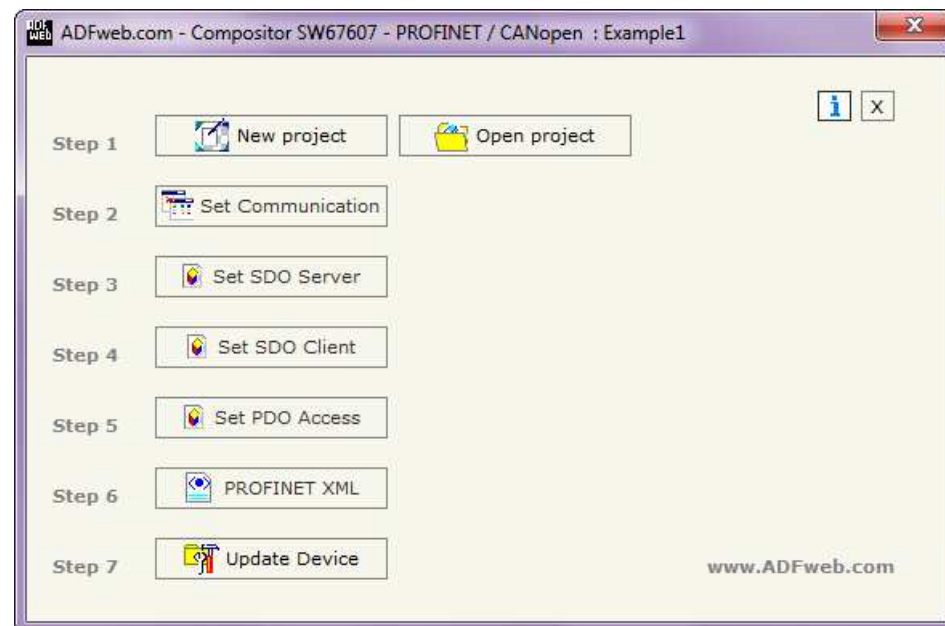 ADF
WEB
ADFweb.com - Compositor SW67607 - PROFINET / CANopen : Example1
X
i X
Step 1 New project Open project
Step 2 Set Communication
Step 3 Set SDO Server
Step 4 Set SDO Client
Step 5 Set PDO Access
Step 6 PROFINET XML
Step 7 Update Device
www.ADFweb.com